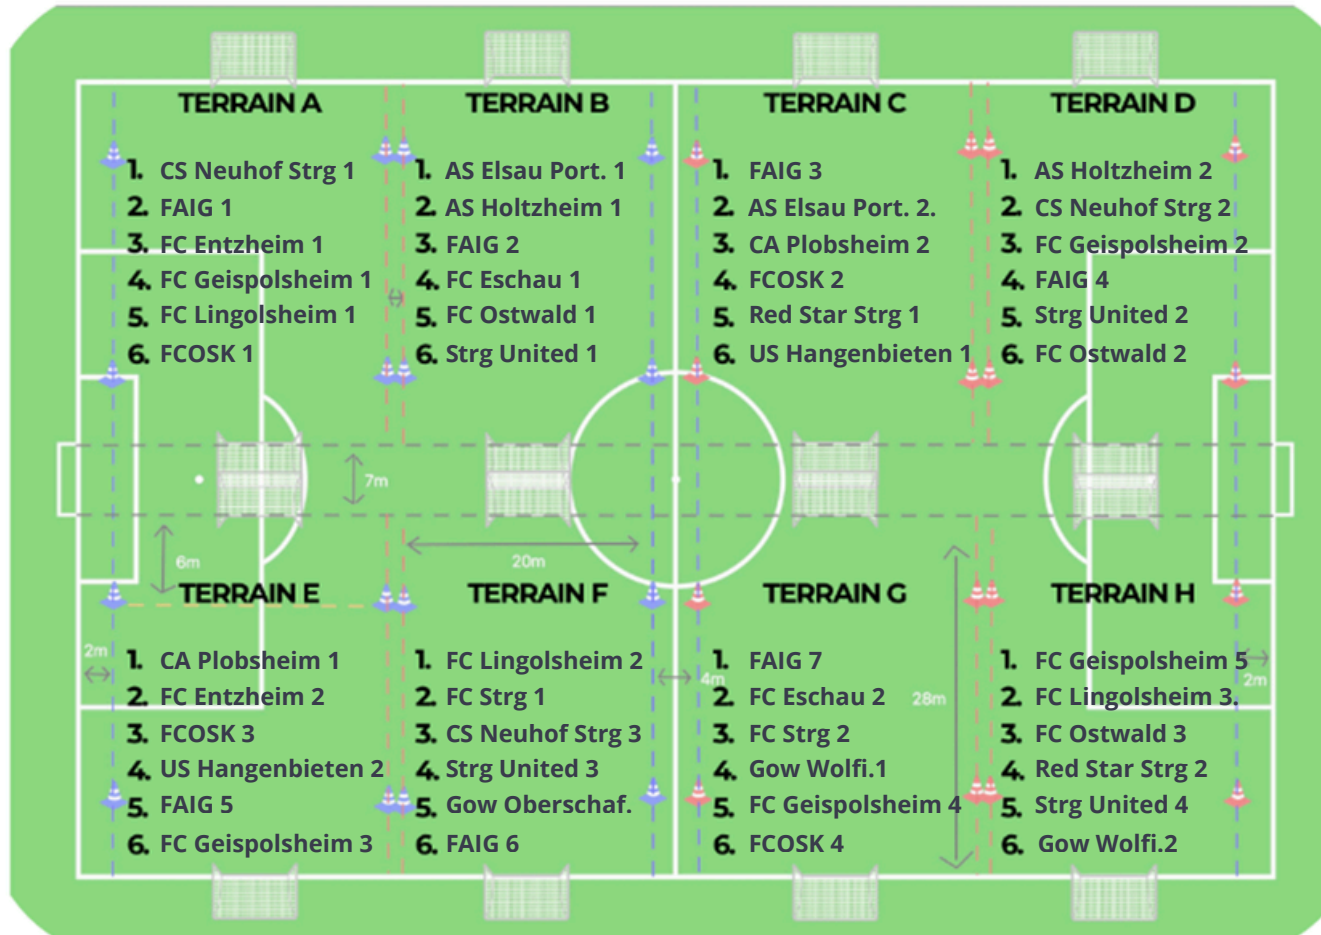 TERRAIN A
1. CS Neuhof Strg 1
2. FAIG 1
3. FC Entzheim 1
4. FC Geispolsheim 1
5. FC Lingolsheim 1
6. FCOSK 1
TERRAIN B
1. AS Elsau Port. 1
2. AS Holtzheim 1
3. FAIG 2
4. FC Eschau 1
5. FC Ostwald 1
6. Strg United 1
TERRAIN C
1. FAIG 3
2. AS Elsau Port. 2.
3. CA Plobsheim 2
4. FCOSK 2
5. Red Star Strg 1
6. US Hangenbieten 1
TERRAIN D
1. AS Holtzheim 2
2. CS Neuhof Strg 2
3. FC Geispolsheim 2
4. FAIG 4
5. Strg United 2
6. FC Ostwald 2
7m
6m
20m
TERRAIN E
2m
1. CA Plobsheim 1
2. FC Entzheim 2
3. FCOSK 3
4. US Hangenbieten 2
5. FAIG 5
6. FC Geispolsheim 3
TERRAIN F
1. FC Lingolsheim 2
2. FC Strg 1
3. CS Neuhof Strg 3
4. Strg United 3
5. Gow Oberschaf.
6. FAIG 6
4m
TERRAIN G
1. FAIG 7
2. FC Eschau 2
3. FC Strg 2
4. Gow Wolfi.1
5. FC Geispolsheim 4
6. FCOSK 4
28m
TERRAIN H
1. FC Geispolsheim 5
2. FC Lingolsheim 3.
3. FC Ostwald 3
4. Red Star Strg 2
5. Strg United 4
6. Gow Wolfi.2
2m